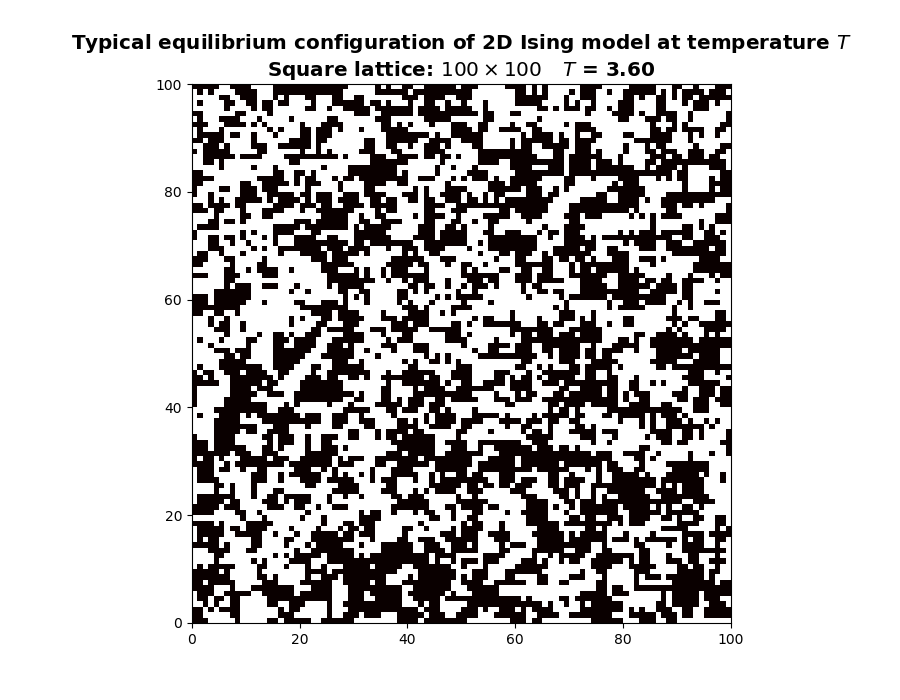 Typical equilibrium configuration of 2D Ising model at temperature T
Square lattice: 100 × 100 T = 3.60
100
80
60
40
20
0
0 20 40 60 80 100